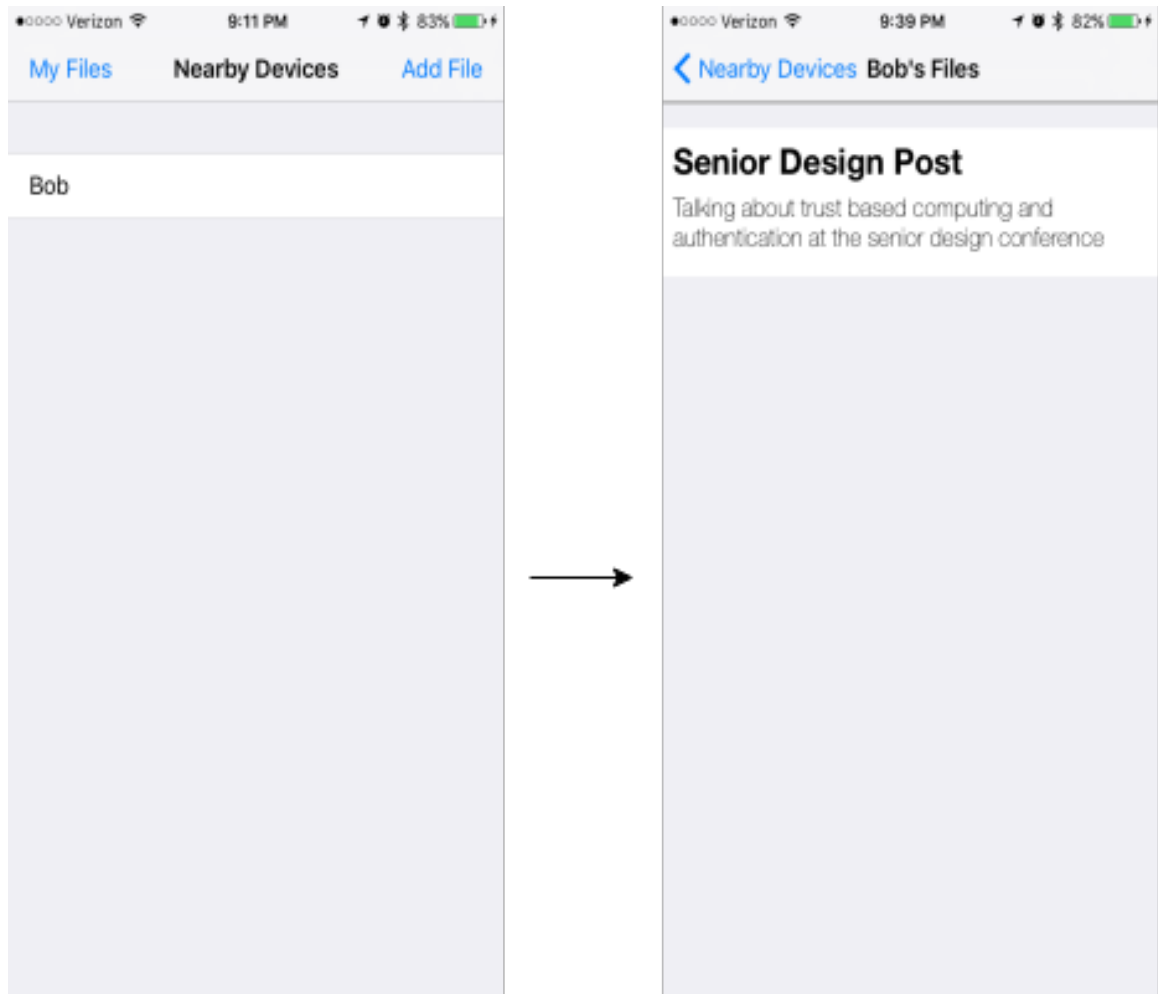 Verizon 9:11 PM 83%
My Files Nearby Devices Add File
Bob
Verizon 9:39 PM 82%
Nearby Devices Bob's Files
Senior Design Post
Talking about trust based computing and
authentication at the senior design conference